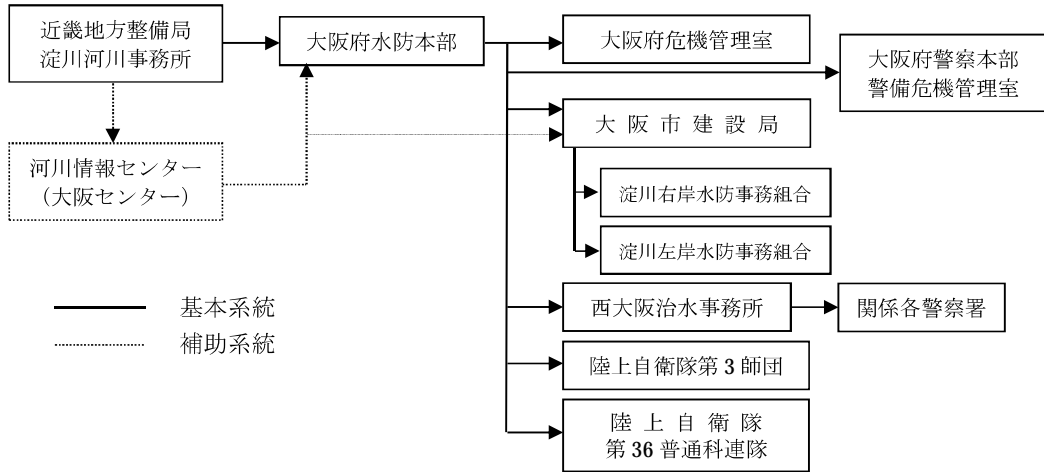 近畿地方整備局
淀川河川事務所
大阪府水防本部
大阪府危機管理室
大阪府警察本部
警備危機管理室
大阪市建設局
河川情報センター
（大阪センター）
淀川右岸水防事務組合
淀川左岸水防事務組合
基本系統
補助系統
西大阪治水事務所
関係各警察署
陸上自衛隊第3師団
陸上自衛隊
第36普通科連隊